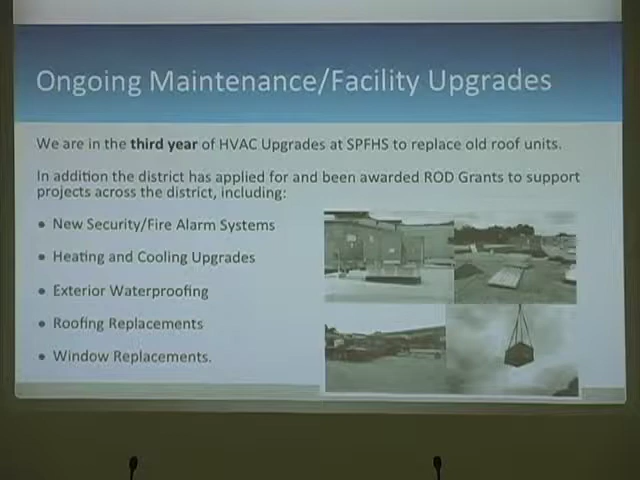 Ongoing Maintenance/Facility Upgrades
We are in the third year of HVAC Upgrades at SPFHS to replace old roof units.
In addition the district has applied for and been awarded ROD Grants to support
projects across the district, including:
• New Security/Fire Alarm Systems
• Heating and Cooling Upgrades
• Exterior Waterproofing
• Roofing Replacements
• Window Replacements.